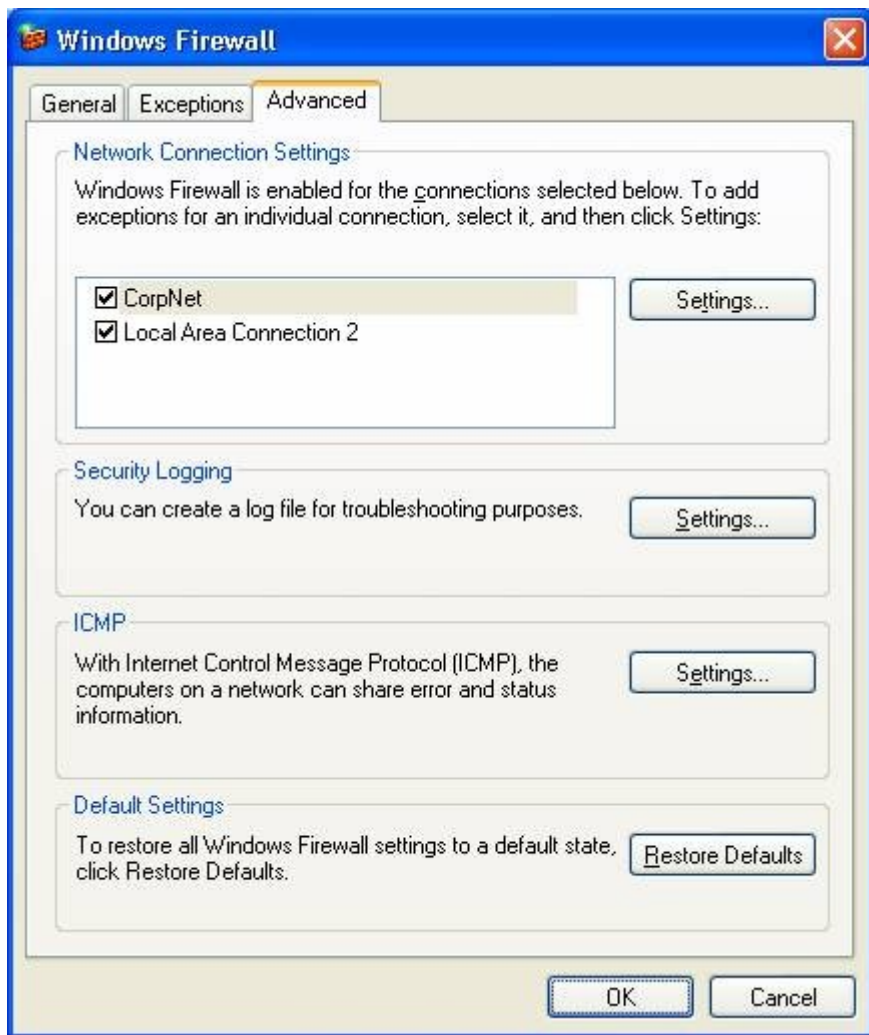 Windows Firewall
General
Exceptions
Advanced
Network Connection Settings
Windows Firewall is enabled for the connections selected below. To add
exceptions for an individual connection, select it, and then click Settings:
CorpNet
Settings...
Local Area Connection 2
Security Logging
You can create a log file for troubleshooting purposes.
Settings...
ICMP
With Internet Control Message Protocol (ICMP), the
computers on a network can share error and status
information.
Settings...
Default Settings
To restore all Windows Firewall settings to a default state,
click Restore Defaults.
Restore Defaults
OK
Cancel